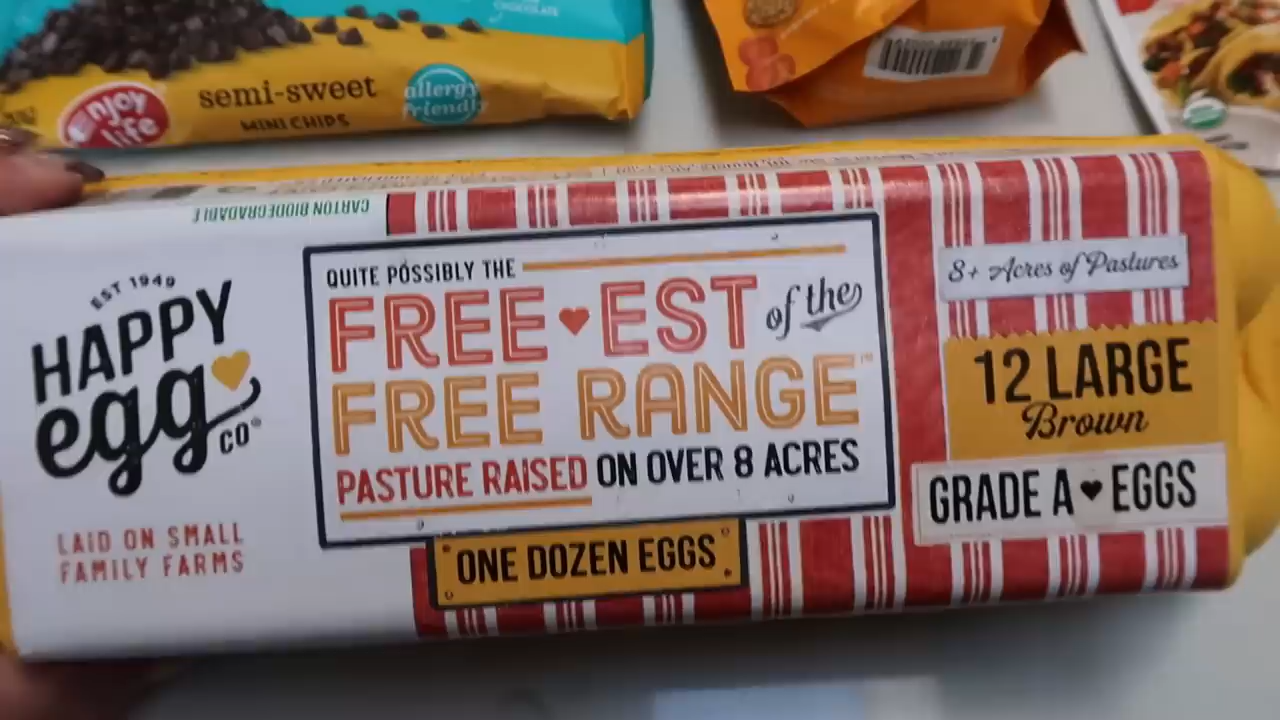 CHOCOLATE
enjoy
life
semi-sweet
MINI CHIPS
allergy
friendly
CARTON BIODEGRADABLE
EST 1949
HAPPY
egg
CO®
LAID ON SMALL
FAMILY FARMS
QUITE POSSIBLY THE
FREE EST of the
FREE RANGE™
PASTURE RAISED ON OVER 8 ACRES
ONE DOZEN EGGS
8+ Acres of Pastures
12 LARGE
Brown
GRADE A EGGS